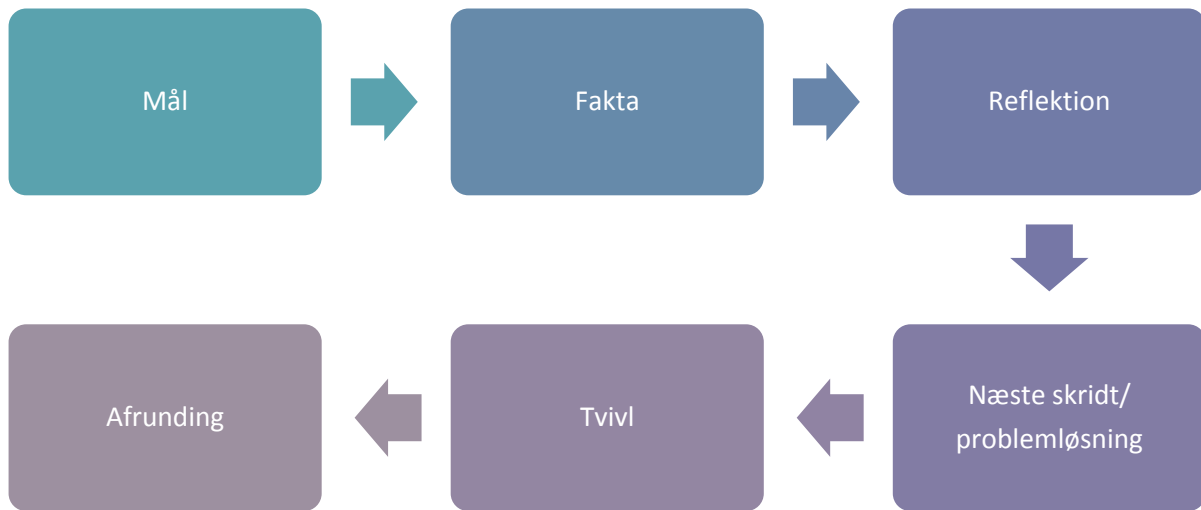 Mål
Fakta
Reflektion
Næste skridt/
problemløsning
Tvivl
Afrunding